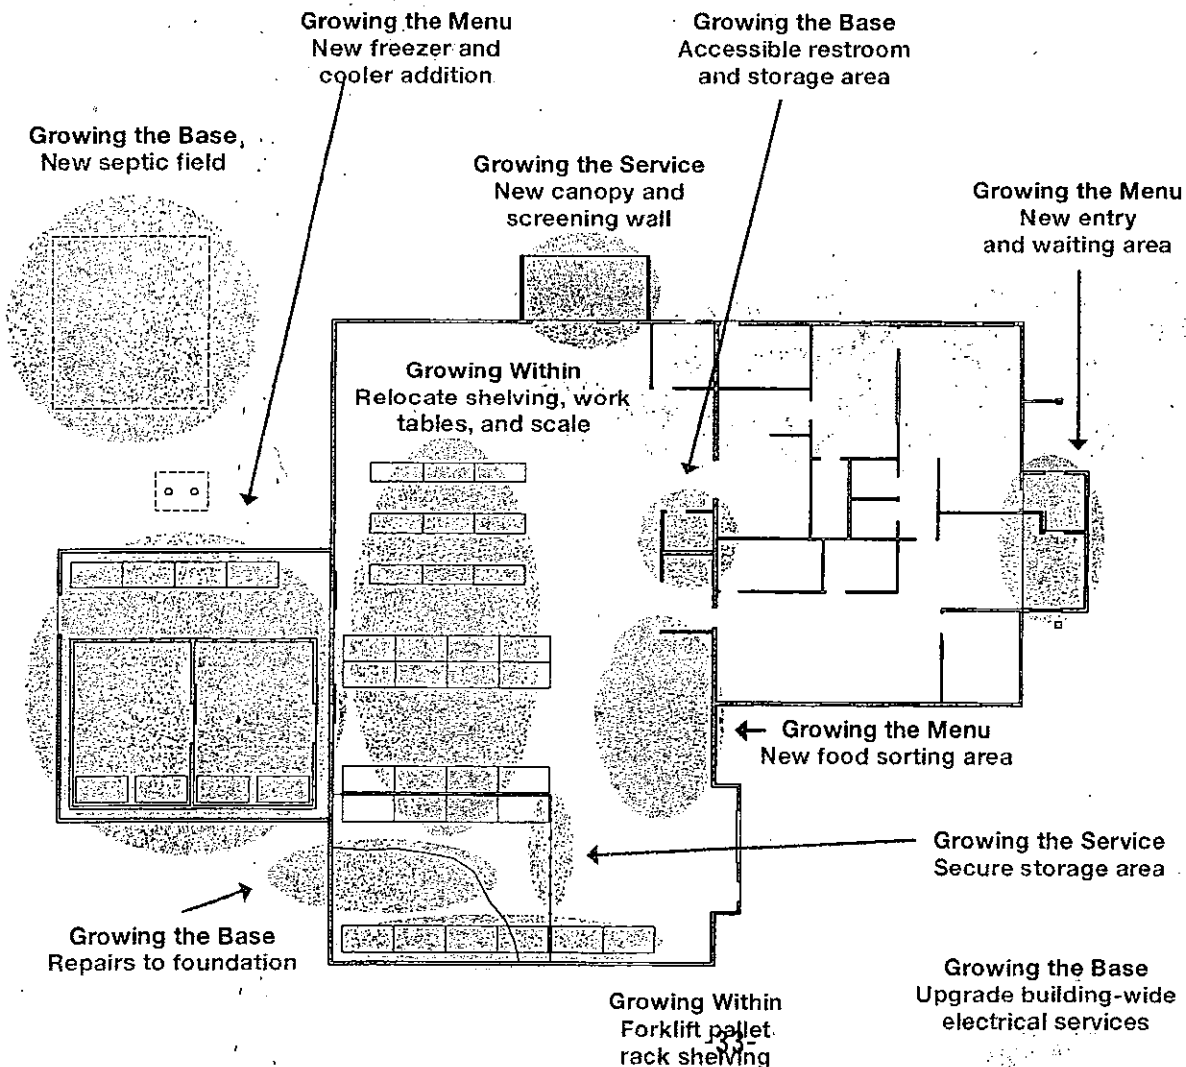 Growing the Menu
New freezer and
cooler addition
Growing the Base
Accessible restroom
and storage area
Growing the Base
New septic field
Growing the Service
New canopy and
screening wall
Growing the Menu
New entry
and waiting area
Growing Within
Relocate shelving, work
tables, and scale
Growing the Menu
New food sorting area
Growing the Service
Secure storage area
Growing the Base
Repairs to foundation
Growing the Base
Upgrade building-wide
electrical services
Growing Within
Forklift pallet
-33-
rack shelving